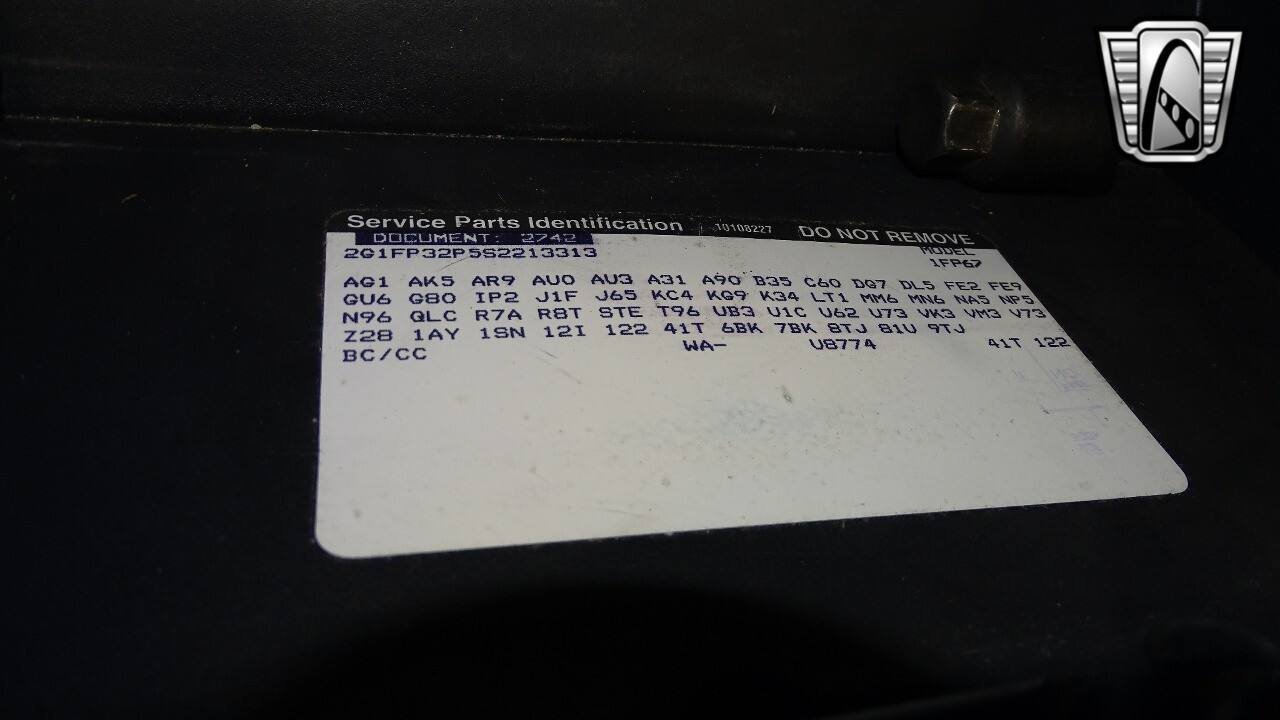 Service Parts Identification 10108227 DO NOT REMOVE
DOCUMENT: 2742 MODEL
2G1FP32P5S2213313 1FP67
AG1 AK5 AR9 AU0 AU3 A31 A90 B35 C60 DG7 DL5 FE2 FE9
GU6 G80 IP2 J1F J65 KC4 KG9 K34 LT1 MM6 MN6 NA5 NP5
N96 QLC R7A R8T STE T96 UB3 U1C U62 U73 VK3 VM3 V73
Z28 1AY 1SN 12I 122 41T 6BK 7BK 8TJ 81U 9TJ
BC/CC WA- U8774 41T 122